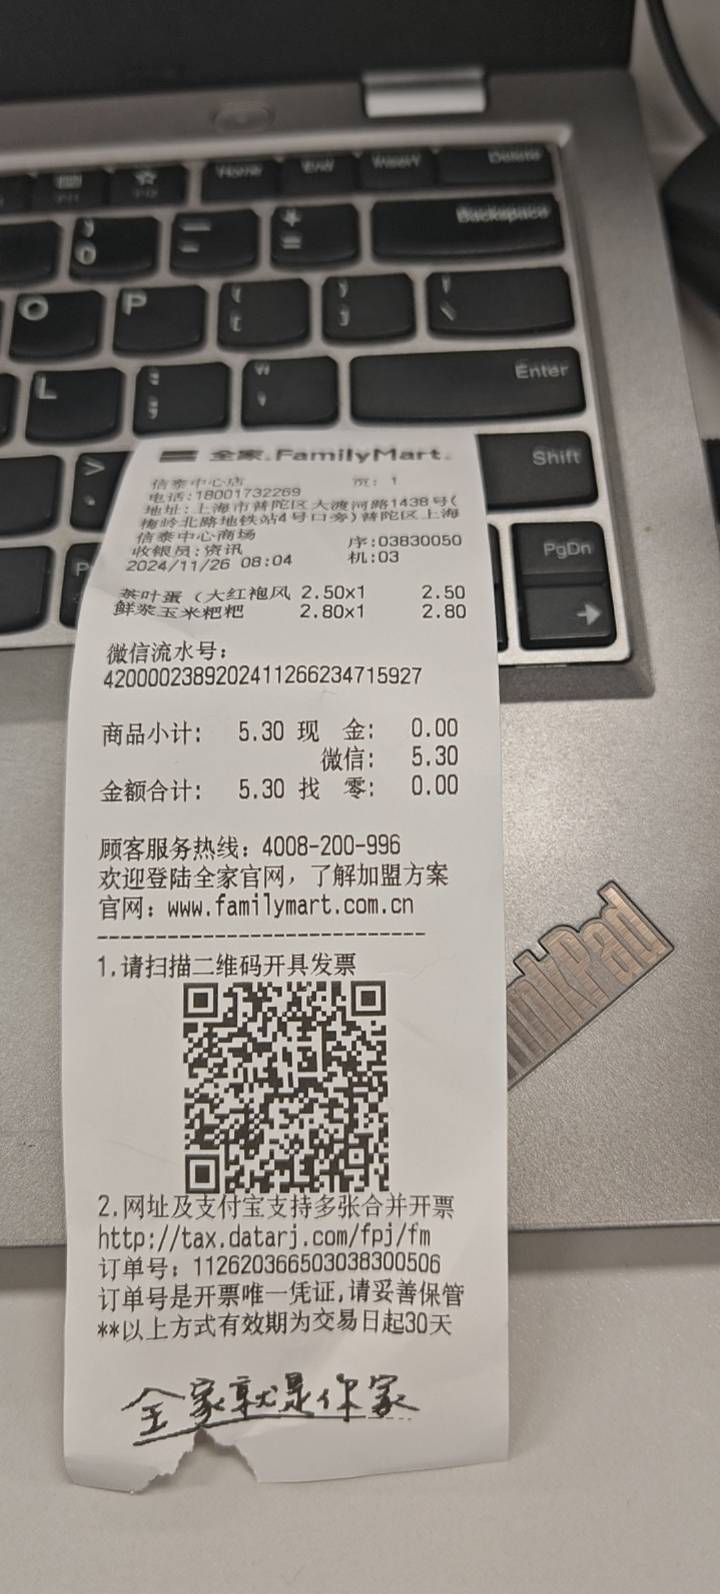 全家.FamilyMart.
信泰中心店 页: 1
电话:18001732269
地址:上海市普陀区大渡河路1438号(
梅岭北路地铁站4号口旁)普陀区上海
信泰中心商场
收银员:资讯 序:03830050
2024/11/26 08:04 机:03
茶叶蛋（大红袍风 2.50x1 2.50
鲜蒸玉米粑粑 2.80x1 2.80
微信流水号:
4200002389202411266234715927
商品小计: 5.30 现 金: 0.00
微信: 5.30
金额合计: 5.30 找 零: 0.00
顾客服务热线: 4008-200-996
欢迎登陆全家官网，了解加盟方案
官网: www.familymart.com.cn
1.请扫描二维码开具发票
2.网址及支付宝支持多张合并开票
http://tax.datarj.com/fpj/fm
订单号: 112620366503038300506
订单号是开票唯一凭证,请妥善保管
**以上方式有效期为交易日起30天
全家就是你家
Home End Insert Delete
Backspace
O P
L Enter
Shift
PgDn
ThinkPad